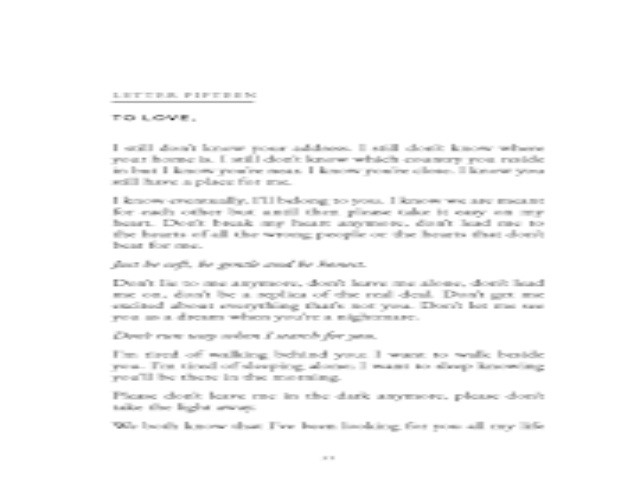 LETTER FIFTEEN
TO LOVE,
I still don't know your address. I still don't know where
your home is. I still don't know which country you reside
in but I know you're near. I know you're close. I know you
still have a place for me.
I know eventually, I'll belong to you. I know we are meant
for each other but until then please take it easy on my
heart. Don't break my heart anymore, don't lead me to
the hearts of all the wrong people or the hearts that don't
beat for me.
Just be soft, be gentle and be honest.
Don't lie to me anymore, don't leave me alone, don't lead
me on, don't be a replica of the real deal. Don't get me
excited about everything that's not you. Don't let me see
you as a dream when you're a nightmare.
Don't run away when I search for you.
I'm tired of walking behind you; I want to walk beside
you. I'm tired of sleeping alone; I want to sleep knowing
you'll be there in the morning.
Please don't leave me in the dark anymore, please don't
take the light away.
We both know that I've been looking for you all my life